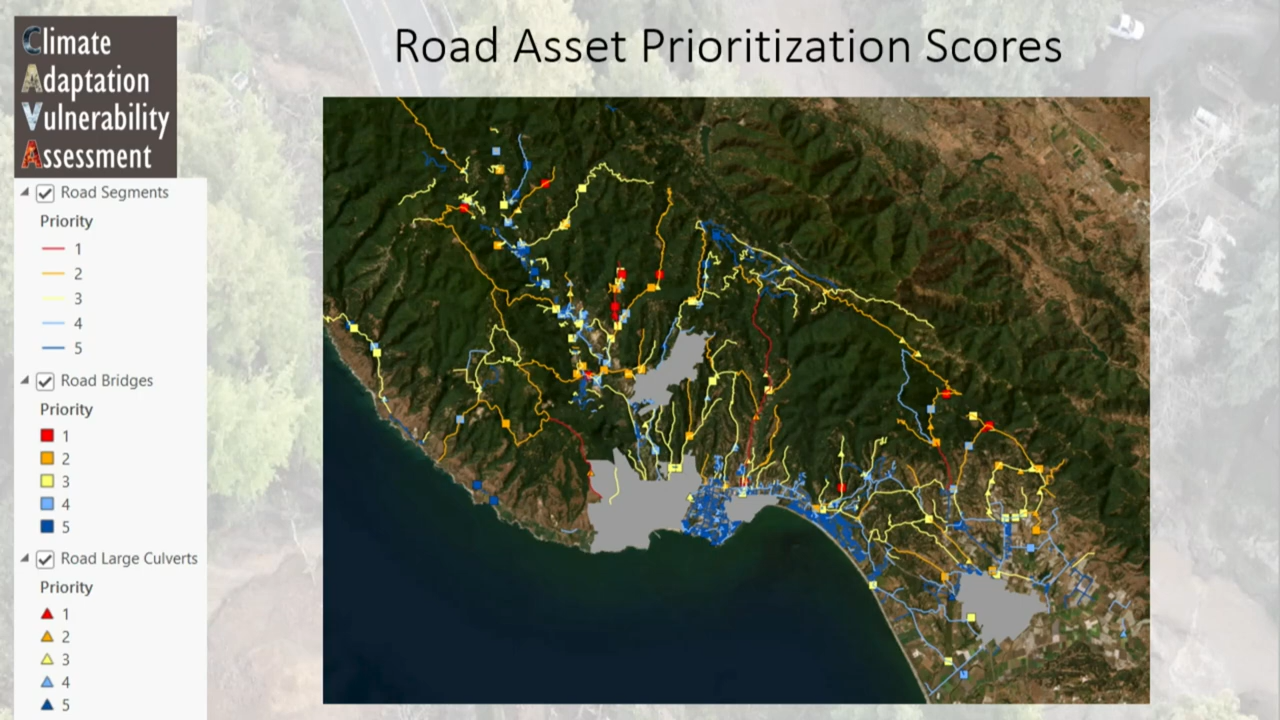 Climate
Adaptation
Vulnerability
Assessment
Road Asset Prioritization Scores
Road Segments
Priority
1
2
3
4
5
Road Bridges
Priority
1
2
3
4
5
Road Large Culverts
Priority
1
2
3
4
5